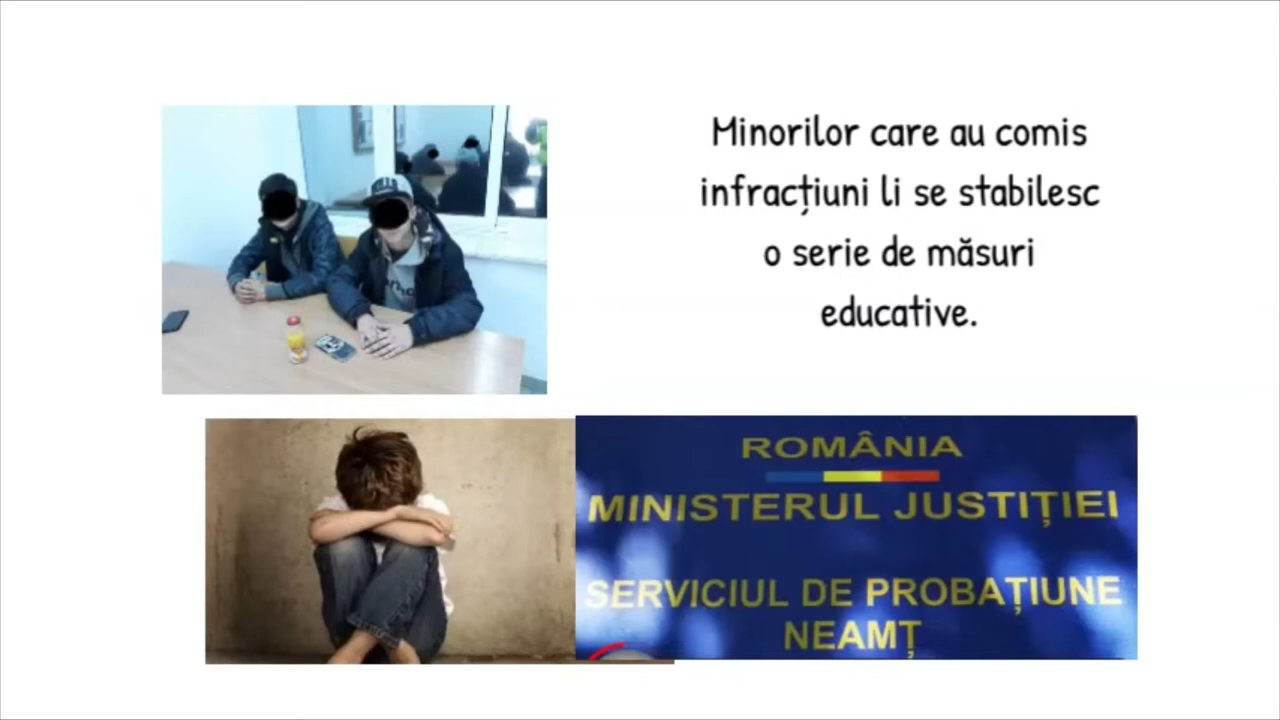 Minorilor care au comis
infracțiuni li se stabilesc
o serie de măsuri
educative.
ROMÂNIA
MINISTERUL JUSTIȚIEI
SERVICIUL DE PROBAȚIUNE
NEAMȚ